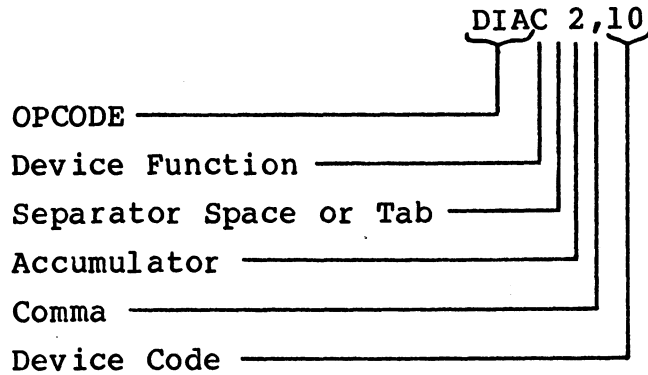 DIAC 2,10
OPCODE
Device Function
Separator Space or Tab
Accumulator
Comma
Device Code